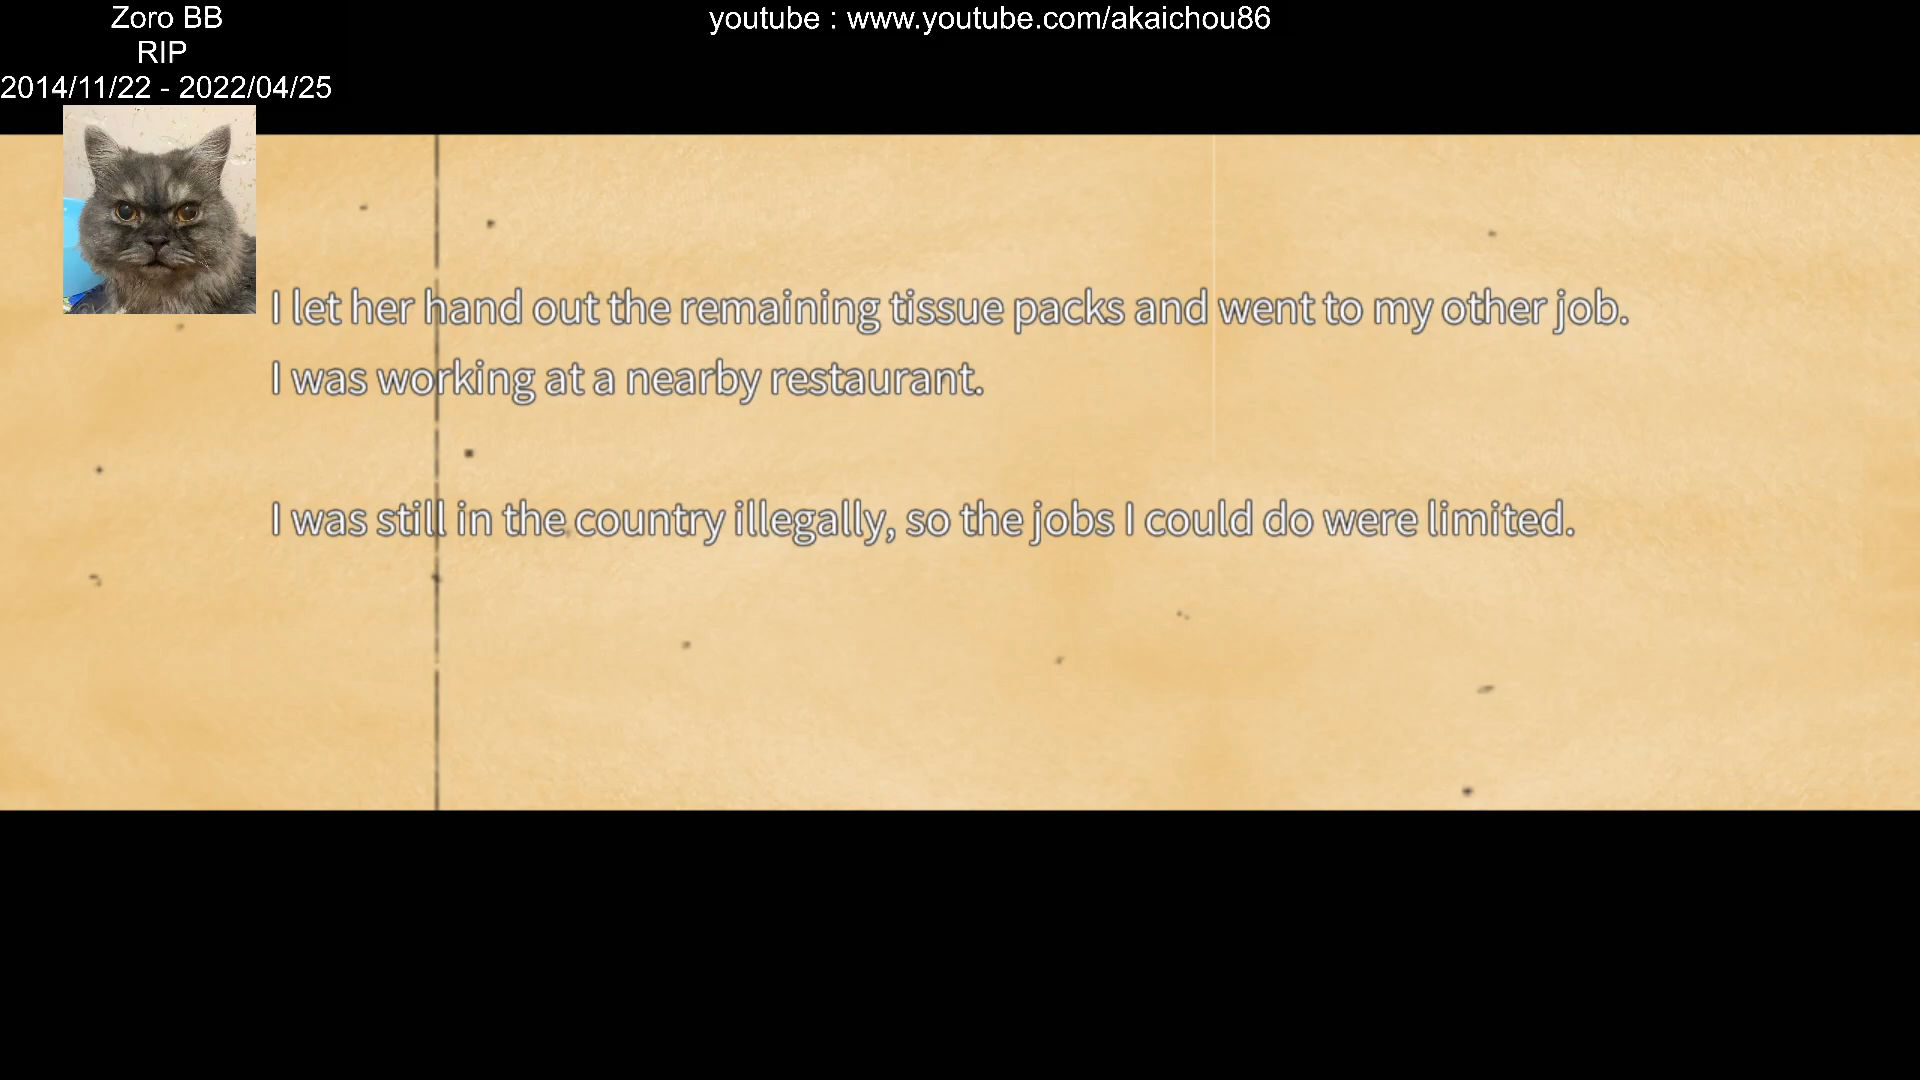 Zoro BB
RIP
2014/11/22 - 2022/04/25
youtube : www.youtube.com/akaichou86
I let her hand out the remaining tissue packs and went to my other job.
I was working at a nearby restaurant.
I was still in the country illegally, so the jobs I could do were limited.